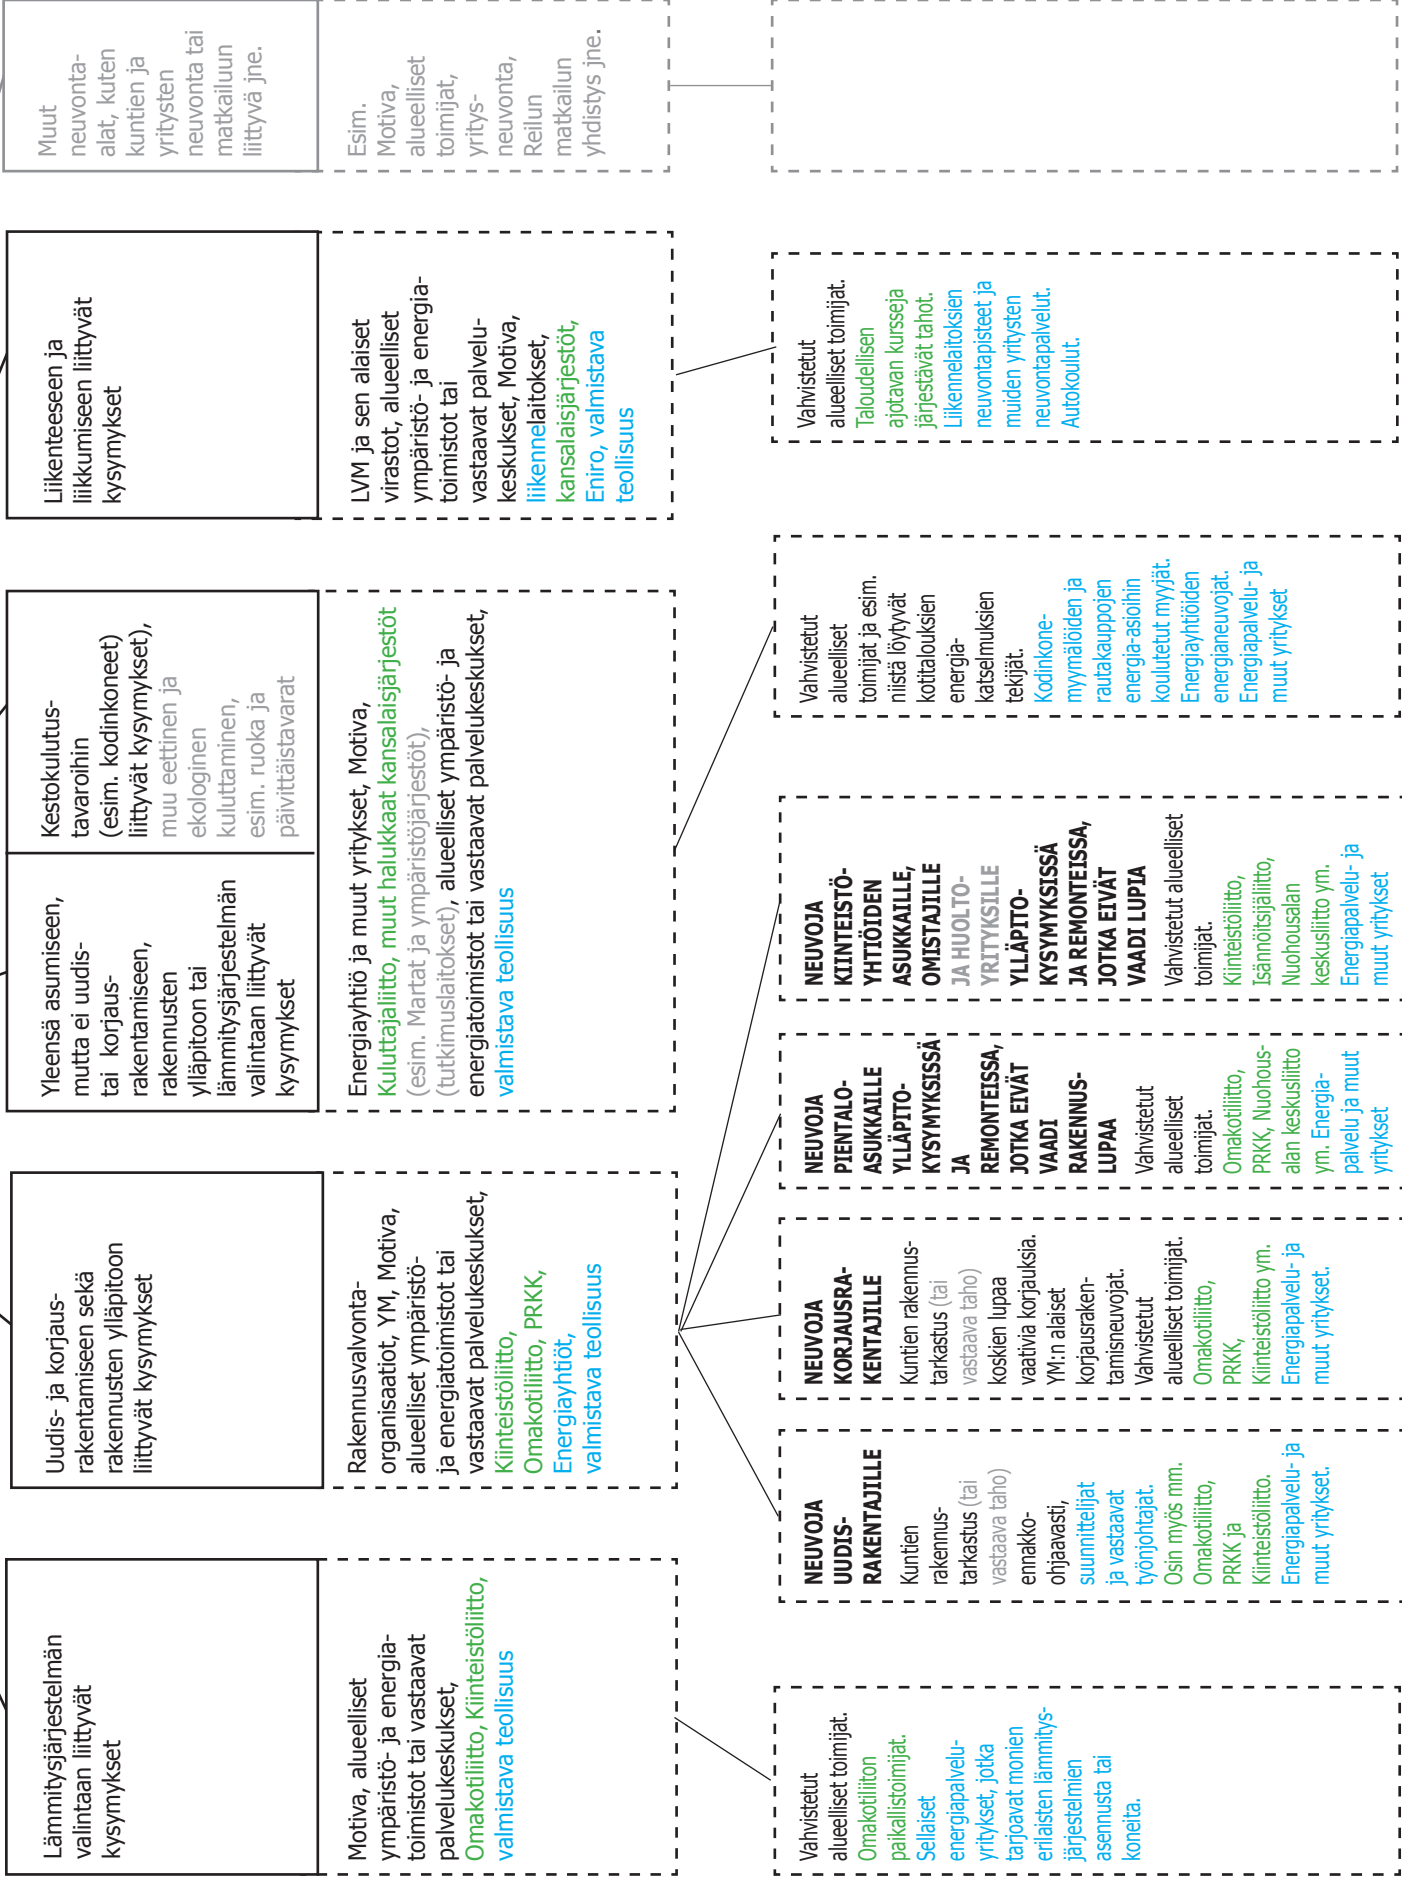 Lämmitysjärjestelmän
valintaan liittyvät
kysymykset
Uudis- ja korjaus-
rakentamiseen sekä
rakennusten ylläpitoon
liittyvät kysymykset
Yleensä asumiseen,
mutta ei uudis-
tai korjaus-
rakentamiseen,
rakennusten
ylläpitoon tai
lämmitysjärjestelmän
valintaan liittyvät
kysymykset
Kestokulutus-
tavaroihin
(esim. kodinkoneet)
liittyvät kysymykset),
muu eettinen ja
ekologinen
kuluttaminen,
esim. ruoka ja
päivittäistavarat
Liikenteeseen ja
liikkumiseen liittyvät
kysymykset
Muut
neuvonta-
alat, kuten
kuntien ja
yritysten
neuvonta tai
matkailuun
liittyvä jne.
Motiva, alueelliset
ympäristö- ja energia-
toimistot tai vastaavat
palvelukeskukset,
Omakotiliitto, Kiinteistöliitto,
valmistava teollisuus
Rakennusvalvonta-
organisaatiot, YM, Motiva,
alueelliset ympäristö-
ja energiatoimistot tai
vastaavat palvelukeskukset,
Kiinteistöliitto,
Omakotiliitto, PRKK,
Energiayhtiöt,
valmistava teollisuus
Energiayhtiö ja muut yritykset, Motiva,
Kuluttajaliitto, muut halukkaat kansalaisjärjestöt
(esim. Martat ja ympäristöjärjestöt),
(tutkimuslaitokset), alueelliset ympäristö- ja
energiatoimistot tai vastaavat palvelukeskukset,
valmistava teollisuus
LVM ja sen alaiset
virastot, alueelliset
ympäristö- ja energia-
toimistot tai
vastaavat palvelu-
keskukset, Motiva,
liikennelaitokset,
kansalaisjärjestöt,
Eniro, valmistava
teollisuus
Esim.
Motiva,
alueelliset
toimijat,
yritys-
neuvonta,
Reilun
matkailun
yhdistys jne.
Vahvistetut
alueelliset toimijat.
Omakotiliiton
paikallistoimijat.
Sellaiset
energiapalvelu-
yritykset, jotka
tarjoavat monien
erilaisten lämmitys-
järjestelmien
asennusta tai
koneita.
NEUVOJA
UUDIS-
RAKENTAJILLE
Kuntien
rakennus-
tarkastus (tai
vastaava taho)
ennakko-
ohjaavasti,
suunnittelijat
ja vastaavat
työnjohtajat.
Osin myös mm.
Omakotiliitto,
PRKK ja
Kiinteistöliitto.
Energiapalvelu- ja
muut yritykset.
NEUVOJA
KORJAUSRA-
KENTAJILLE
Kuntien rakennus-
tarkastus (tai
vastaava taho)
koskien lupaa
vaativia korjauksia.
YM:n alaiset
korjausraken-
tamisneuvojat.
Vahvistetut
alueelliset toimijat.
Omakotiliitto,
PRKK,
Kiinteistöliitto ym.
Energiapalvelu- ja
muut yritykset.
NEUVOJA
PIENTALO-
ASUKKAILLE
YLLÄPITO-
KYSYMYKSISSÄ
JA
REMONTEISSA,
JOTKA EIVÄT
VAADI
RAKENNUS-
LUPAA
Vahvistetut
alueelliset
toimijat.
Omakotiliitto,
PRKK, Nuohous-
alan keskusliitto
ym. Energia-
palvelu ja muut
yritykset
NEUVOJA
KIINTEISTÖ-
YHTIÖIDEN
ASUKKAILLE,
OMISTAJILLE
JA HUOLTO-
YRITYKSILLE
YLLÄPITO-
KYSYMYKSISSÄ
JA REMONTEISSA,
JOTKA EIVÄT
VAADI LUPIA
Vahvistetut alueelliset
toimijat.
Kiinteistöliitto,
Isännöitsijäliitto,
Nuohousalan
keskusliitto ym.
Energiapalvelu- ja
muut yritykset
Vahvistetut
alueelliset
toimijat ja esim.
niistä löytyvät
kotitalouksien
energia-
katselmuksien
tekijät.
Kodinkone-
myymälöiden ja
rautakauppojen
energia-asioihin
koulutetut myyjät.
Energiayhtiöiden
energianeuvojat.
Energiapalvelu- ja
muut yritykset
Vahvistetut
alueelliset toimijat.
Taloudellisen
ajotavan kursseja
järjestävät tahot.
Liikennelaitoksien
neuvontapisteet ja
muiden yritysten
neuvontapalvelut.
Autokoulut.